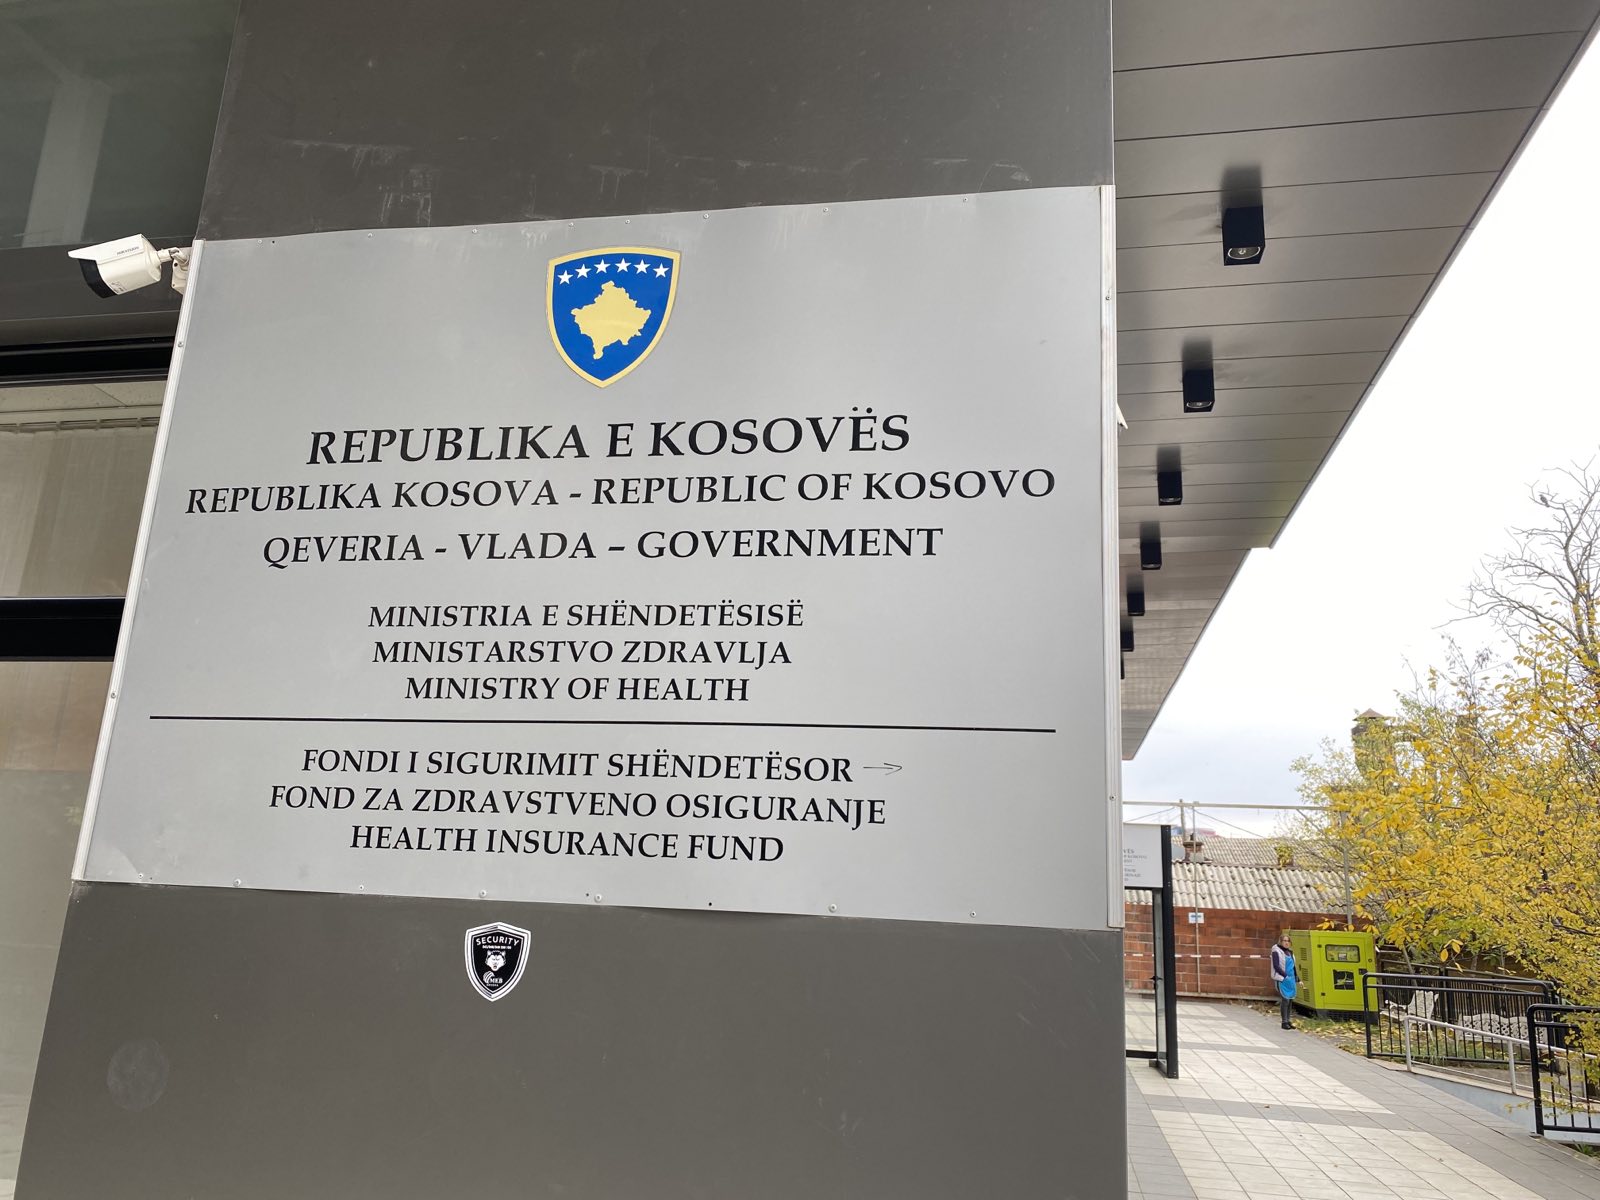 REPUBLIKA E KOSOVËS
REPUBLIKA KOSOVA - REPUBLIC OF KOSOVO
QEVERIA - VLADA – GOVERNMENT
MINISTRIA E SHËNDETËSISË
MINISTARSTVO ZDRAVLJA
MINISTRY OF HEALTH
FONDI I SIGURIMIT SHËNDETËSOR →
FOND ZA ZDRAVSTVENO OSIGURANJE
HEALTH INSURANCE FUND
SECURITY
HIKVISION